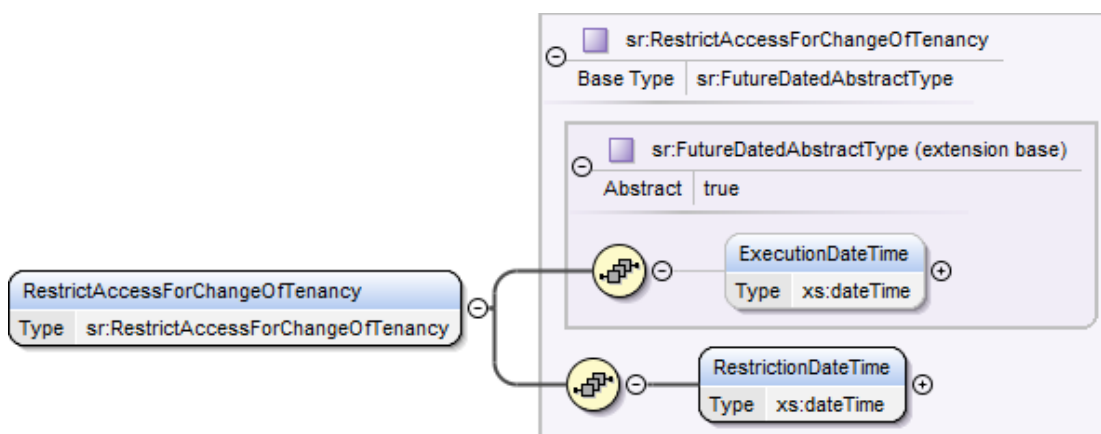 sr:RestrictAccessForChangeOfTenancy
Base Type sr:FutureDatedAbstractType
sr:FutureDatedAbstractType (extension base)
Abstract true
ExecutionDateTime
Type xs:dateTime
RestrictAccessForChangeOfTenancy
Type sr:RestrictAccessForChangeOfTenancy
RestrictionDateTime
Type xs:dateTime